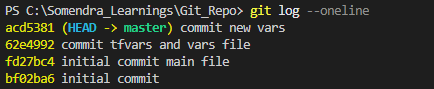 PS C:\Somendra_Learnings\Git_Repo> git log --oneline
acd5381 (HEAD -> master) commit new vars
62e4992 commit tfvars and vars file
fd27bc4 initial commit main file
bf02ba6 initial commit